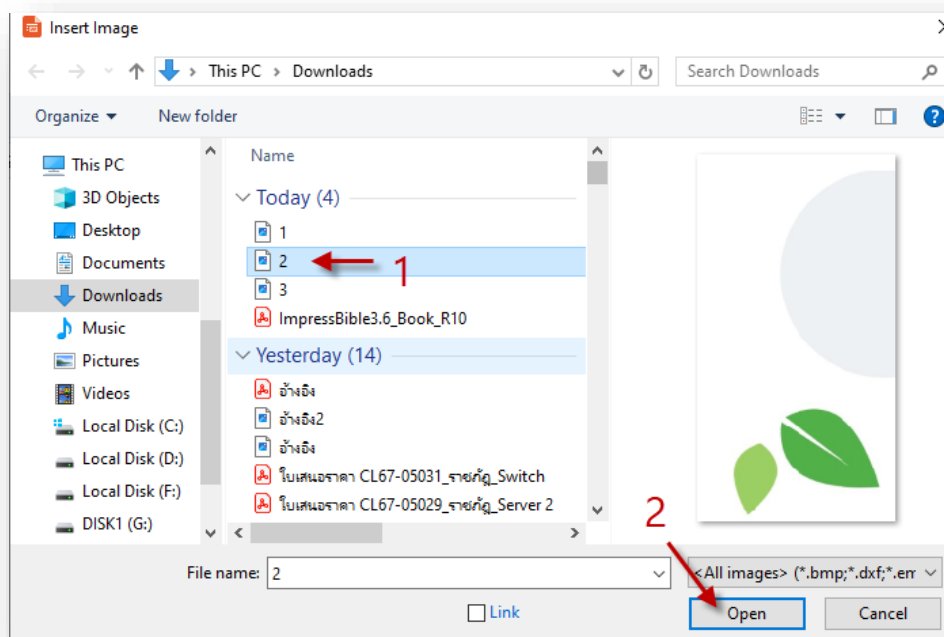 Insert Image
This PC > Downloads
Search Downloads
Organize
New folder
This PC
3D Objects
Desktop
Documents
Downloads
Music
Pictures
Videos
Local Disk (C:)
Local Disk (D:)
Local Disk (F:)
DISK1 (G:)
Name
Today (4)
1
2
1
3
ImpressBible3.6_Book_R10
Yesterday (14)
อ้างอิง
อ้างอิง2
อ้างอิง
ใบเสนอราคา CL67-05031_ราชภัฏ_Switch
ใบเสนอราคา CL67-05029_ราชภัฏ_Server 2
2
File name: 2
<All images> (*.bmp;*.dxf;*.em
Link
Open
Cancel